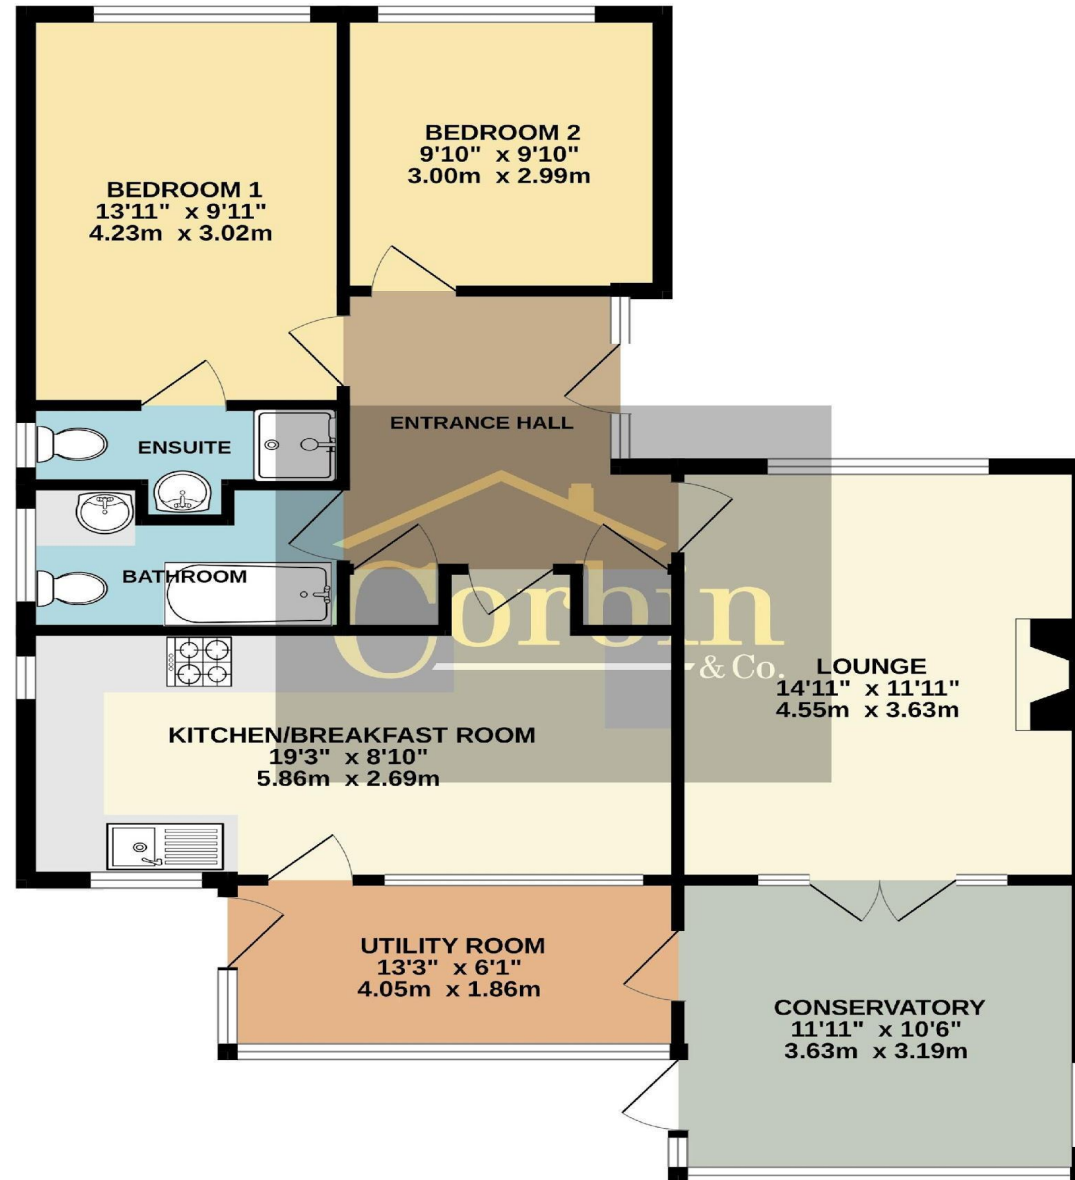 BEDROOM 1
13'11" x 9'11"
4.23m x 3.02m
BEDROOM 2
9'10" x 9'10"
3.00m x 2.99m
ENSUITE
ENTRANCE HALL
BATHROOM
Corbin
& Co.
LOUNGE
14'11" x 11'11"
4.55m x 3.63m
KITCHEN/BREAKFAST ROOM
19'3" x 8'10"
5.86m x 2.69m
UTILITY ROOM
13'3" x 6'1"
4.05m x 1.86m
CONSERVATORY
11'11" x 10'6"
3.63m x 3.19m